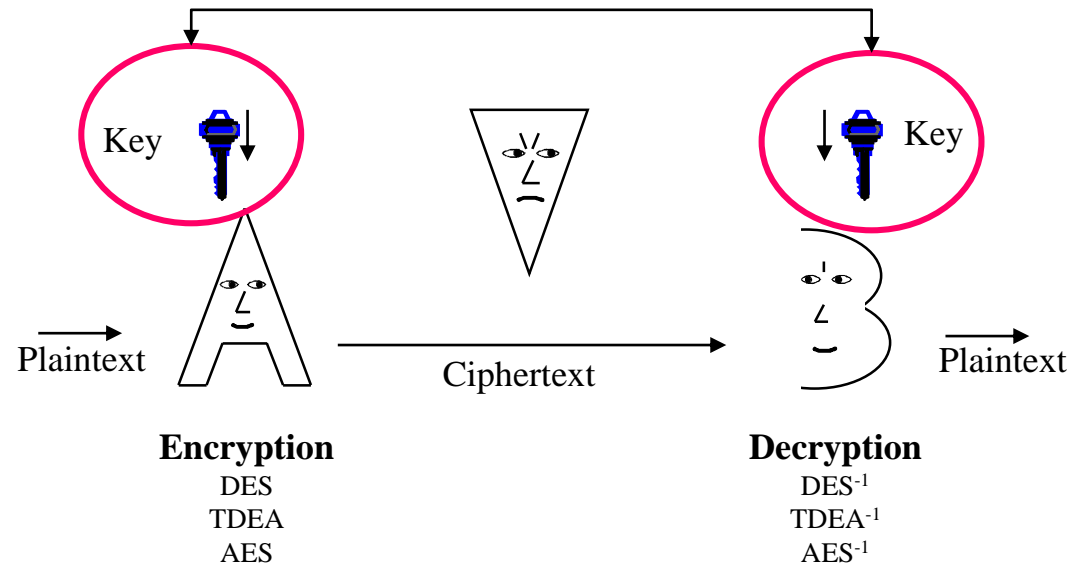 Key
Key
Plaintext
Ciphertext
Plaintext
Encryption
DES
TDEA
AES
Decryption
DES⁻¹
TDEA⁻¹
AES⁻¹